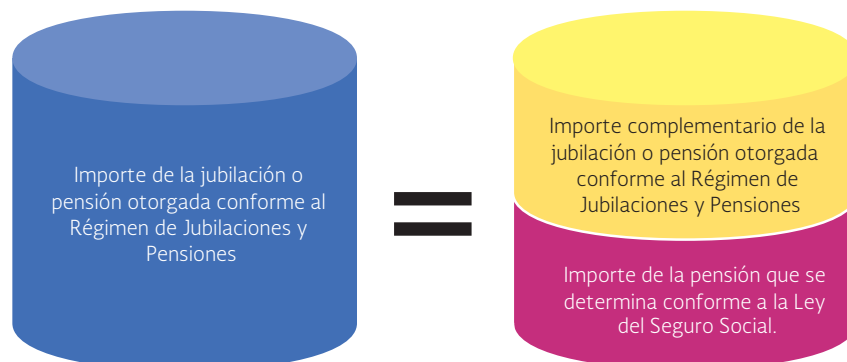 Importe de la jubilación o
pensión otorgada conforme al
Régimen de Jubilaciones y
Pensiones
Importe complementario de la
jubilación o pensión otorgada
conforme al Régimen de
Jubilaciones y Pensiones
Importe de la pensión que se
determina conforme a la Ley
del Seguro Social.